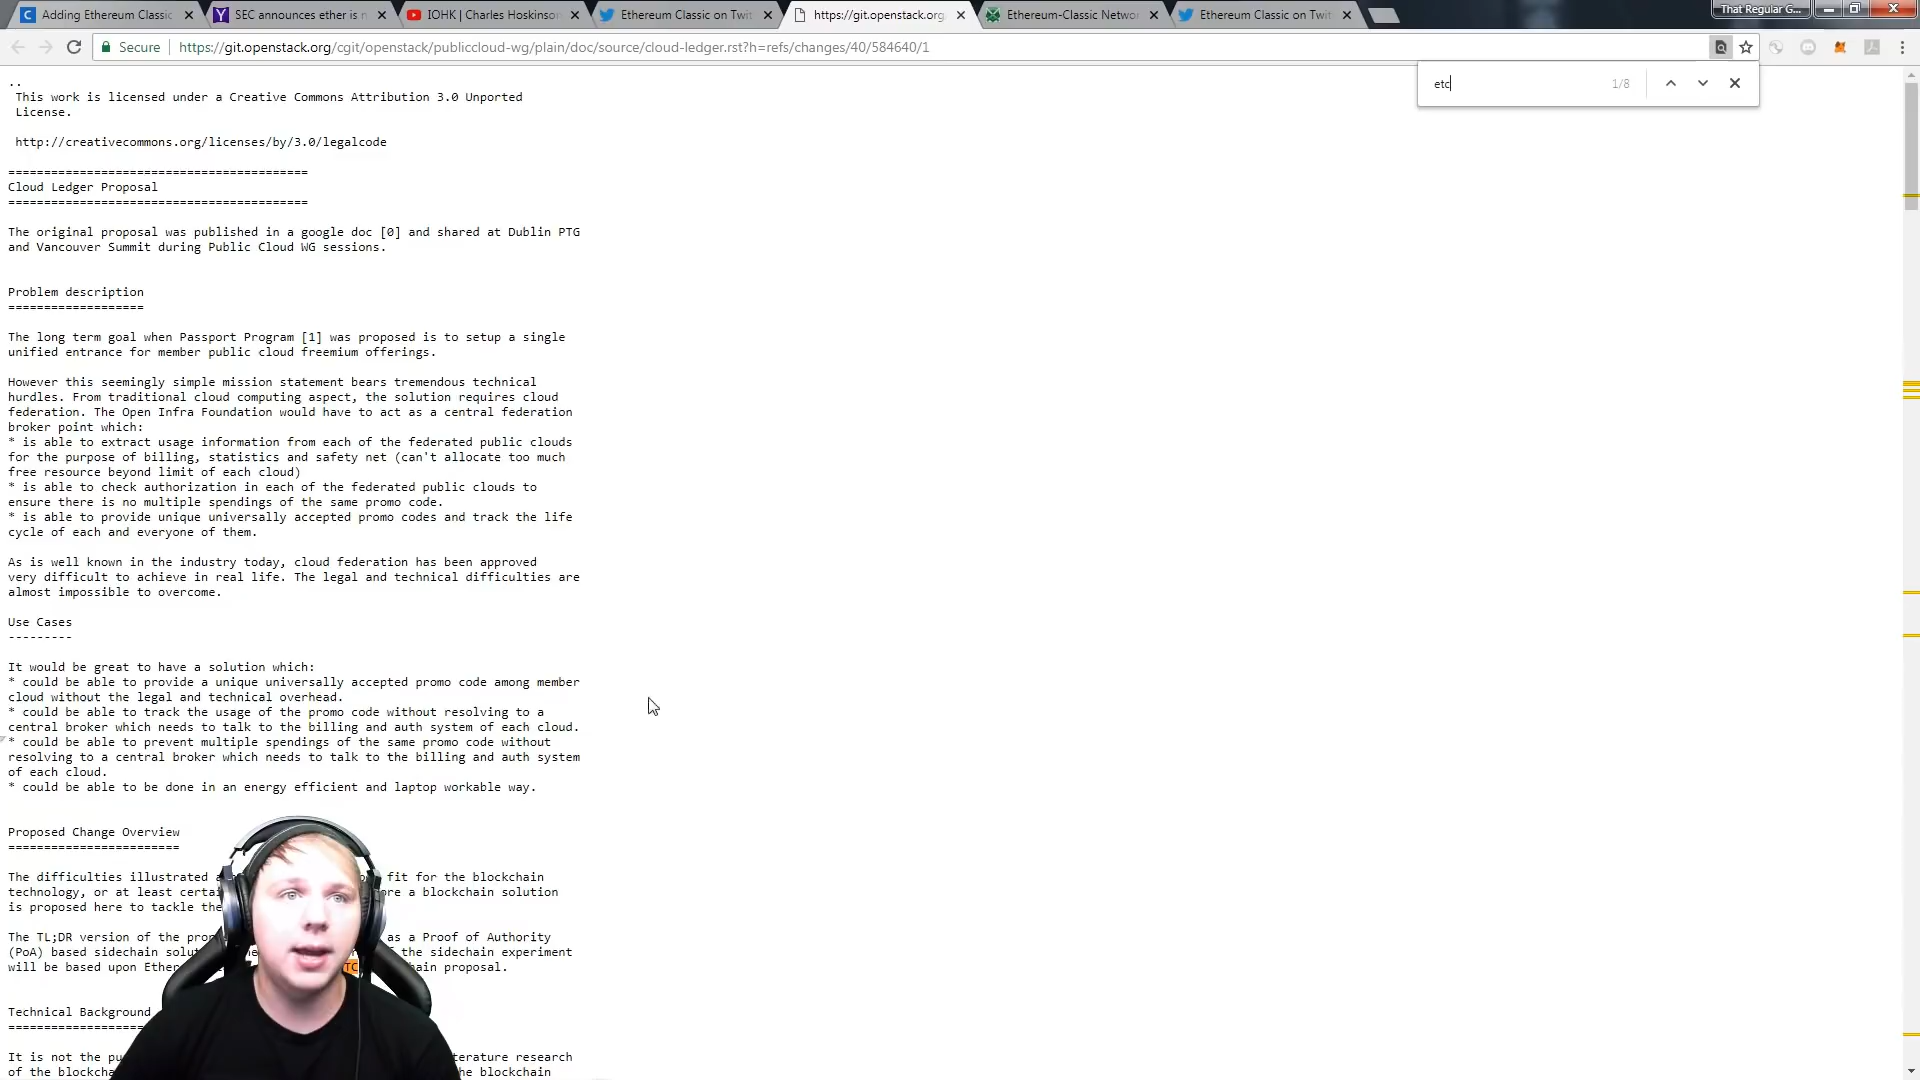 Adding Ethereum Classic
SEC announces ether is n
IOHK | Charles Hoskinso
Ethereum Classic on Twit
https://git.openstack.org
Ethereum-Classic Netwo
Ethereum Classic on Twit
That Regular G...
Secure
https://git.openstack.org/cgit/openstack/publiccloud-wg/plain/doc/source/cloud-ledger.rst?h=refs/changes/40/584640/1
etc
1/8
..
This work is licensed under a Creative Commons Attribution 3.0 Unported
License.
http://creativecommons.org/licenses/by/3.0/legalcode
==========================================
Cloud Ledger Proposal
==========================================
The original proposal was published in a google doc [0] and shared at Dublin PTG
and Vancouver Summit during Public Cloud WG sessions.
Problem description
===================
The long term goal when Passport Program [1] was proposed is to setup a single
unified entrance for member public cloud freemium offerings.
However this seemingly simple mission statement bears tremendous technical
hurdles. From traditional cloud computing aspect, the solution requires cloud
federation. The Open Infra Foundation would have to act as a central federation
broker point which:
* is able to extract usage information from each of the federated public clouds
for the purpose of billing, statistics and safety net (can't allocate too much
free resource beyond limit of each cloud)
* is able to check authorization in each of the federated public clouds to
ensure there is no multiple spendings of the same promo code.
* is able to provide unique universally accepted promo codes and track the life
cycle of each and everyone of them.
As is well known in the industry today, cloud federation has been approved
very difficult to achieve in real life. The legal and technical difficulties are
almost impossible to overcome.
Use Cases
---------
It would be great to have a solution which:
* could be able to provide a unique universally accepted promo code among member
cloud without the legal and technical overhead.
* could be able to track the usage of the promo code without resolving to a
central broker which needs to talk to the billing and auth system of each cloud.
* could be able to prevent multiple spendings of the same promo code without
resolving to a central broker which needs to talk to the billing and auth system
of each cloud.
* could be able to be done in an energy efficient and laptop workable way.
Proposed Change Overview
========================
The difficulties illustrated fit for the blockchain
technology, or at least a blockchain solution
is proposed here to tackle
The TL;DR version of the as a Proof of Authority
(PoA) based sidechain the sidechain experiment
will be based upon TC proposal.
Technical Background
===================
It is not the research
of the blockchain